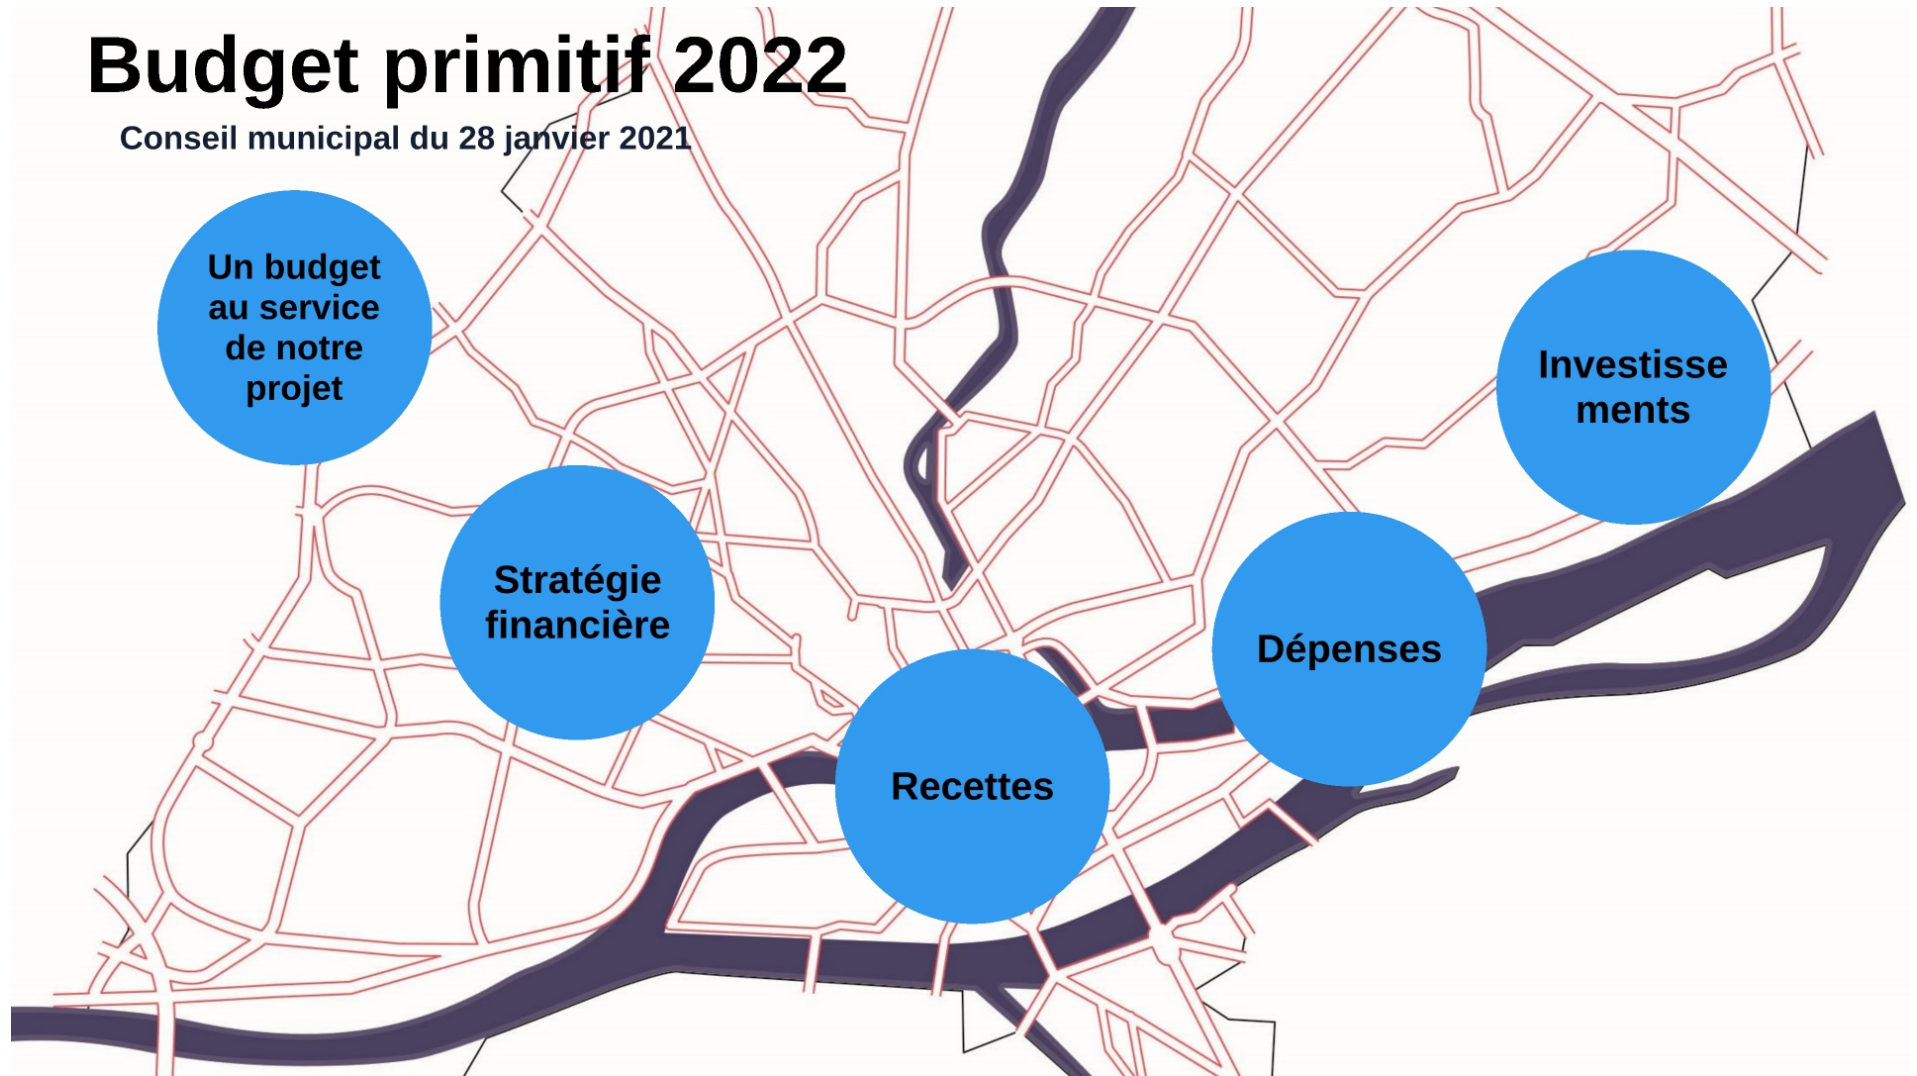 Budget primitif 2022
Conseil municipal du 28 janvier 2021
Un budget
au service
de notre
projet
Stratégie
financière
Recettes
Dépenses
Investisse
ments